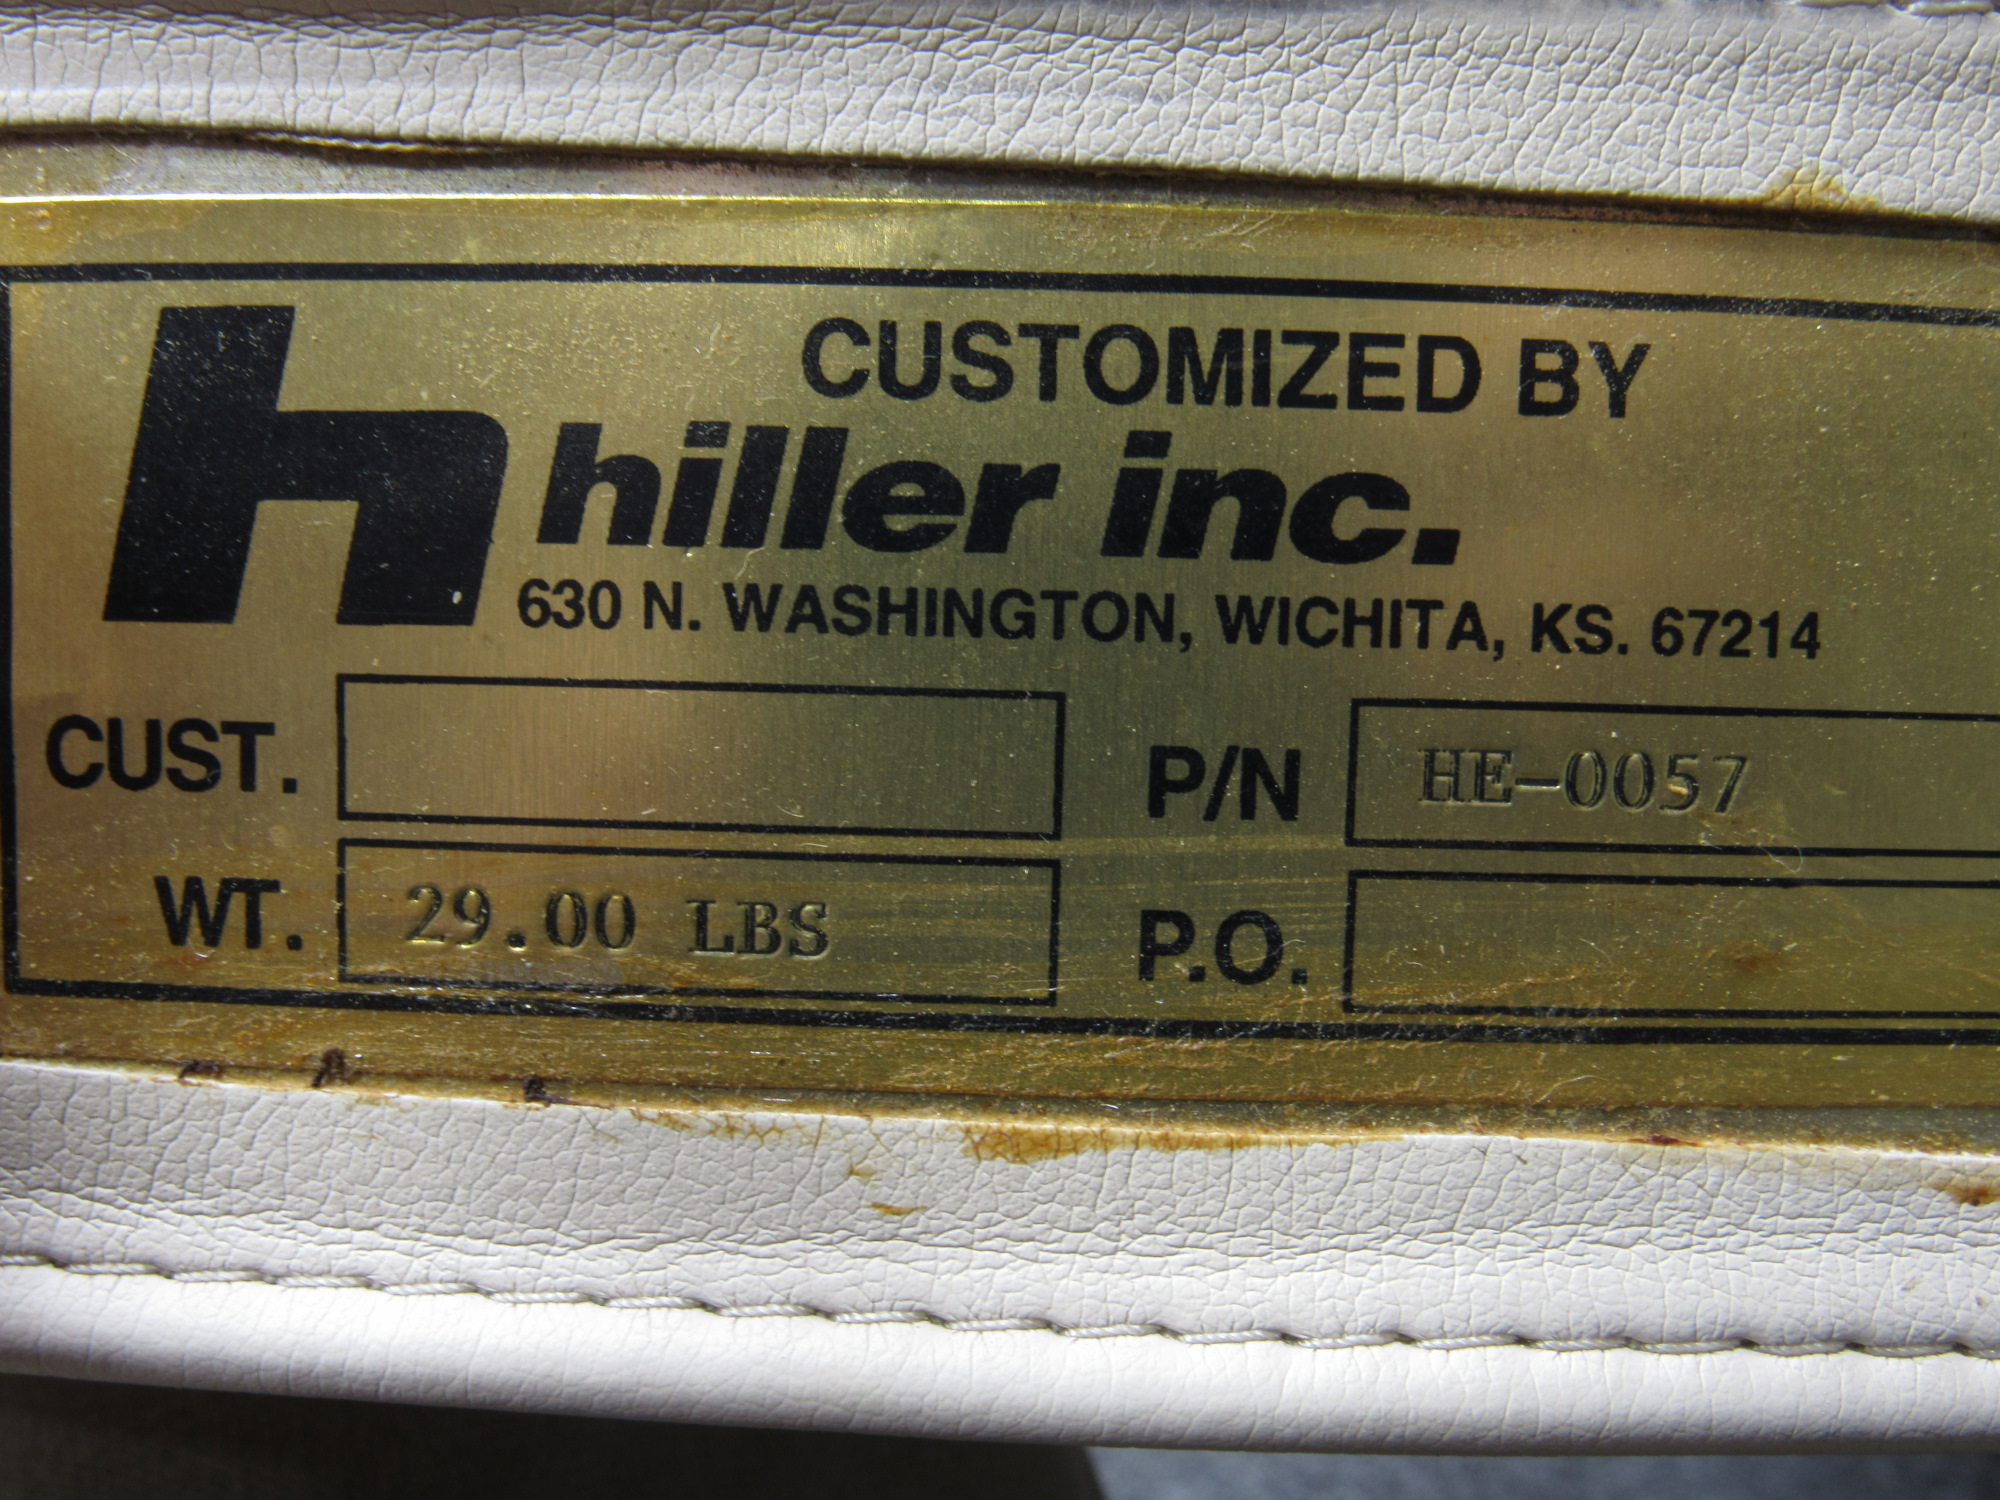 CUSTOMIZED BY
h hiller inc.
630 N. WASHINGTON, WICHITA, KS. 67214
CUST. P/N HE-0057
WT. 29.00 LBS P.O.